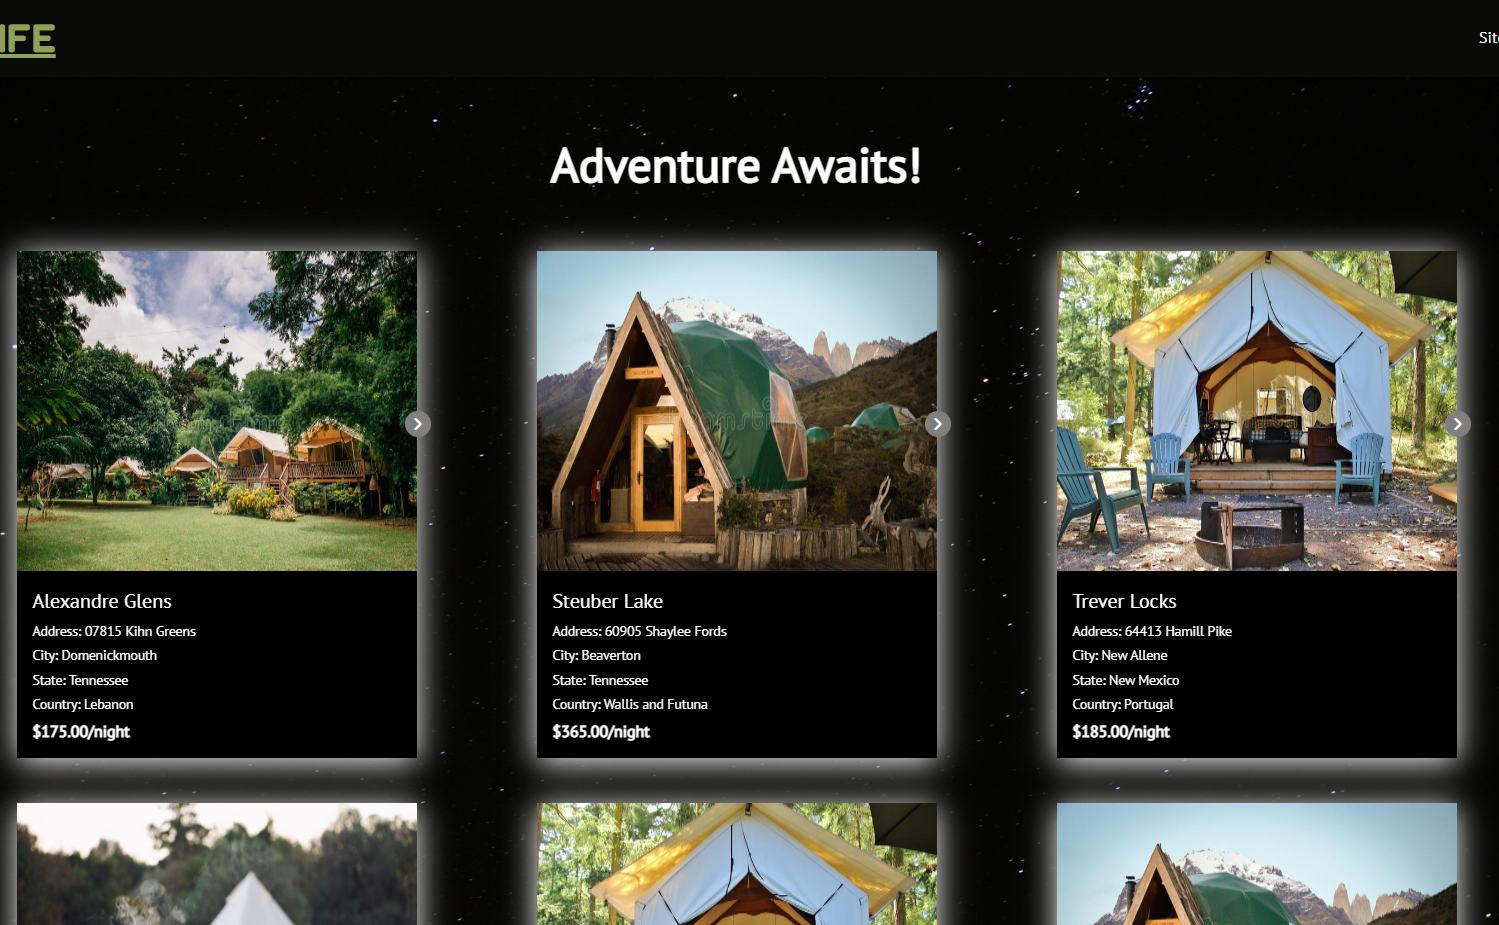 IFE
Sit
Adventure Awaits!
Alexandre Glens
Address: 07815 Kihn Greens
City: Domenickmouth
State: Tennessee
Country: Lebanon
$175.00/night
Steuber Lake
Address: 60905 Shaylee Fords
City: Beaverton
State: Tennessee
Country: Wallis and Futuna
$365.00/night
Trever Locks
Address: 64413 Hamill Pike
City: New Allene
State: New Mexico
Country: Portugal
$185.00/night